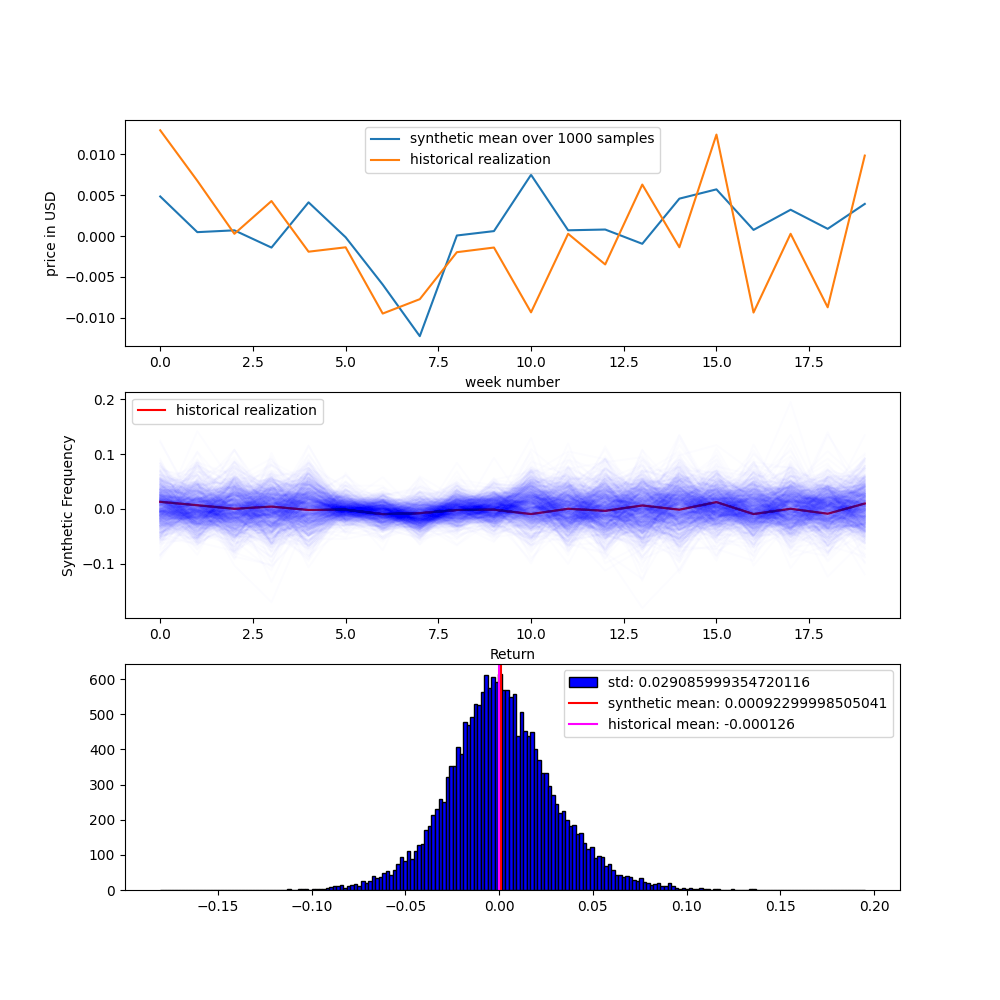 synthetic mean over 1000 samples
historical realization
0.010
0.005
0.000
−0.005
−0.010
price in USD
0.0 2.5 5.0 7.5 10.0 12.5 15.0 17.5
week number
historical realization
0.2
0.1
0.0
−0.1
Synthetic Frequency
0.0 2.5 5.0 7.5 10.0 12.5 15.0 17.5
Return
std: 0.029085999354720116
synthetic mean: 0.00092299998505041
historical mean: -0.000126
600
500
400
300
200
100
0
−0.15 −0.10 −0.05 0.00 0.05 0.10 0.15 0.20